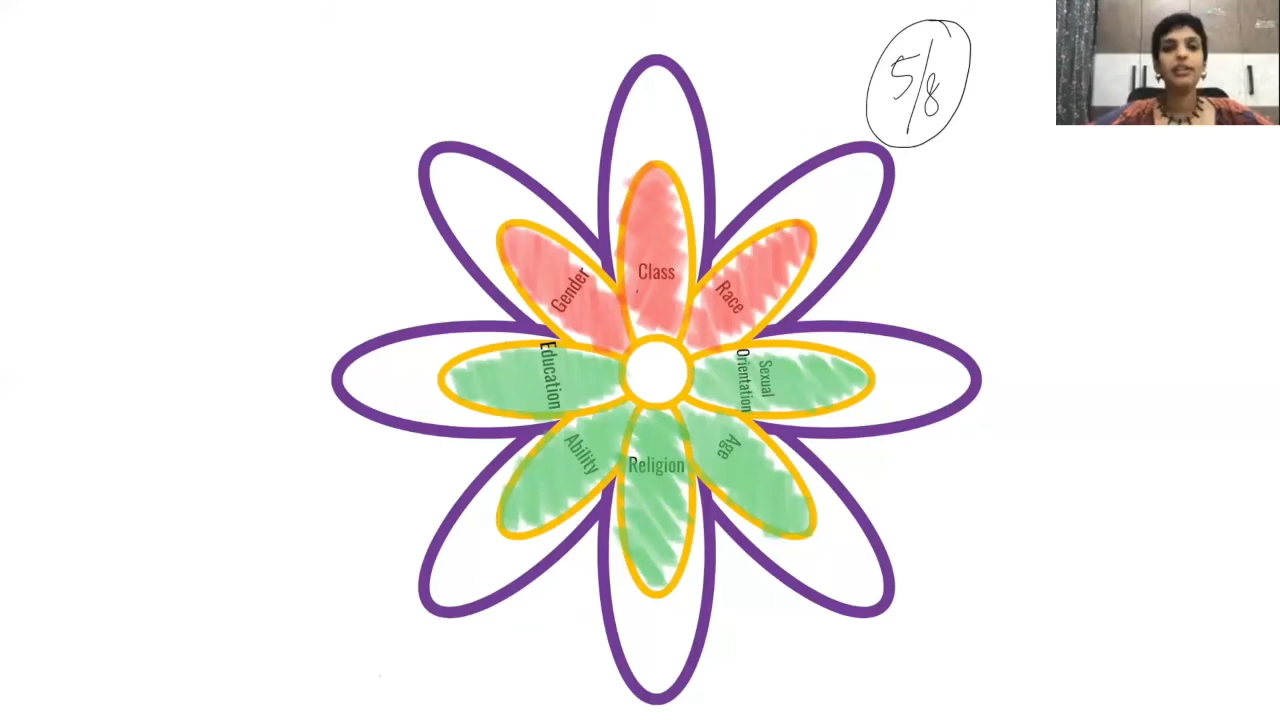 5/8
Class
Gender
Race
Education
Sexual
Orientation
Ability
Age
Religion